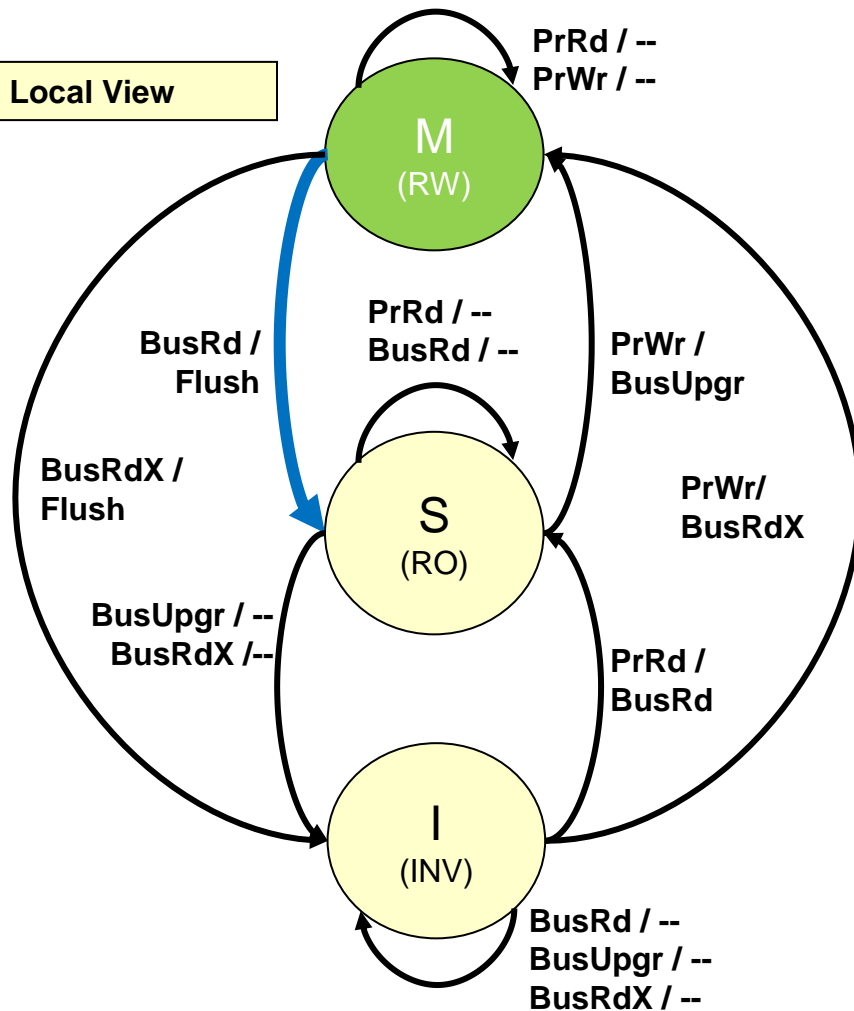 PrRd / --
PrWr / --
Local View
M
(RW)
PrRd / --
BusRd / --
BusRd /
Flush
PrWr /
BusUpgr
BusRdX /
Flush
PrWr/
BusRdX
S
(RO)
BusUpgr / --
BusRdX /--
PrRd /
BusRd
I
(INV)
BusRd / --
BusUpgr / --
BusRdX / --